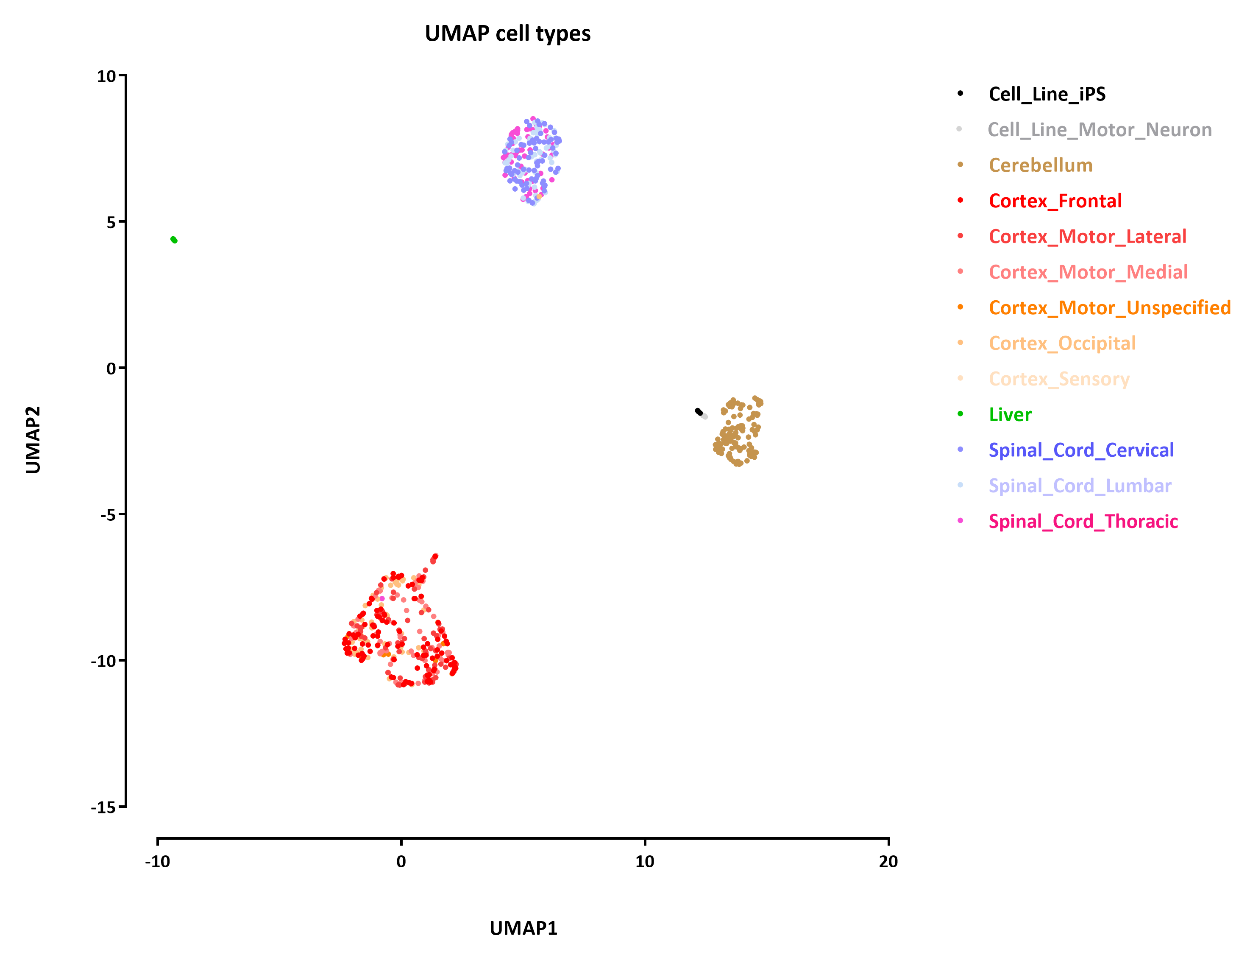 UMAP cell types
10
5
0
-5
-10
-15
UMAP2
-10
0
10
20
UMAP1
Cell_Line_iPS
Cell_Line_Motor_Neuron
Cerebellum
Cortex_Frontal
Cortex_Motor_Lateral
Cortex_Motor_Medial
Cortex_Motor_Unspecified
Cortex_Occipital
Cortex_Sensory
Liver
Spinal_Cord_Cervical
Spinal_Cord_Lumbar
Spinal_Cord_Thoracic